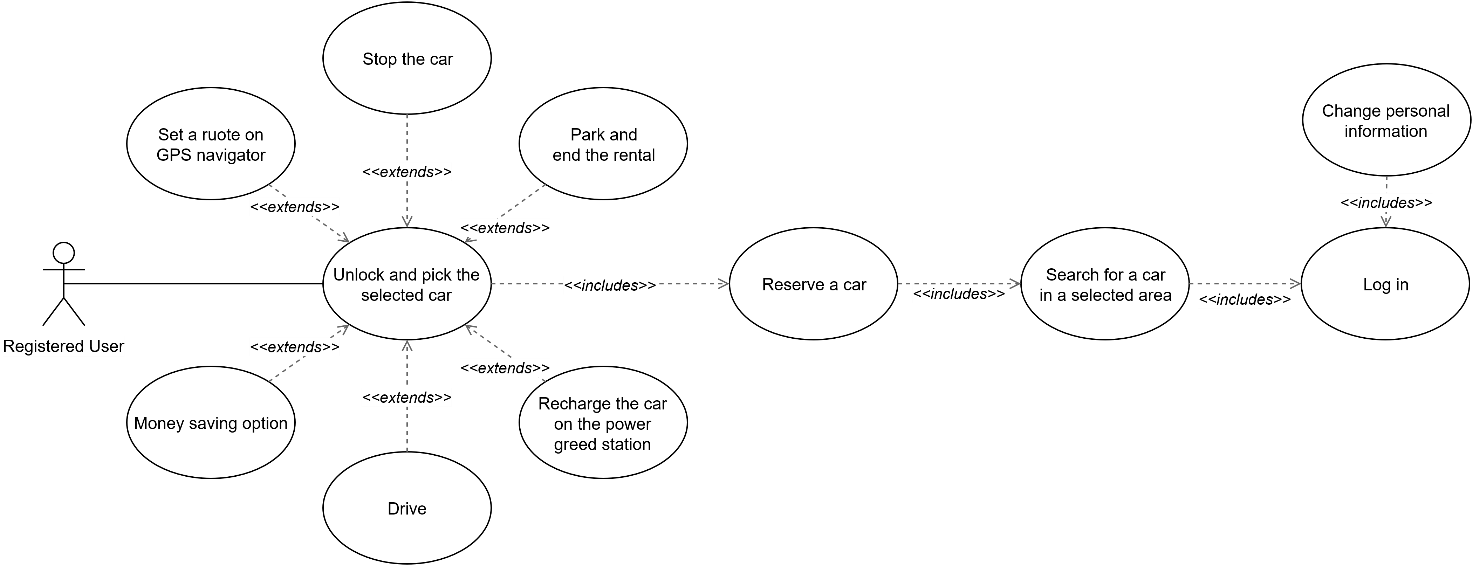 Stop the car
Change personal
information
Set a ruote on
GPS navigator
Park and
end the rental
<<extends>>
<<extends>>
<<extends>>
<<includes>>
Registered User
Unlock and pick the
selected car
<<includes>>
Reserve a car
<<includes>>
Search for a car
in a selected area
<<includes>>
Log in
<<extends>>
<<extends>>
<<extends>>
Money saving option
Recharge the car
on the power
greed station
Drive